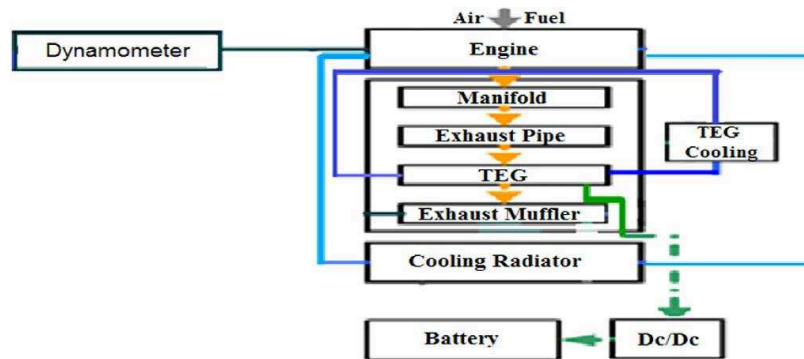 Air Fuel
Dynamometer
Engine
Manifold
Exhaust Pipe
TEG
Cooling
TEG
Exhaust Muffler
Cooling Radiator
Battery
Dc/Dc